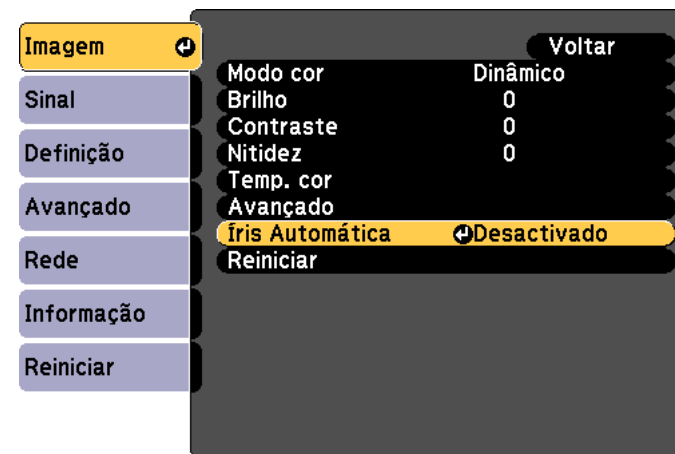 Imagem
Sinal
Definição
Avançado
Rede
Informação
Reiniciar
Voltar
Modo cor Dinâmico
Brilho 0
Contraste 0
Nitidez 0
Temp. cor
Avançado
Íris Automática Desactivado
Reiniciar